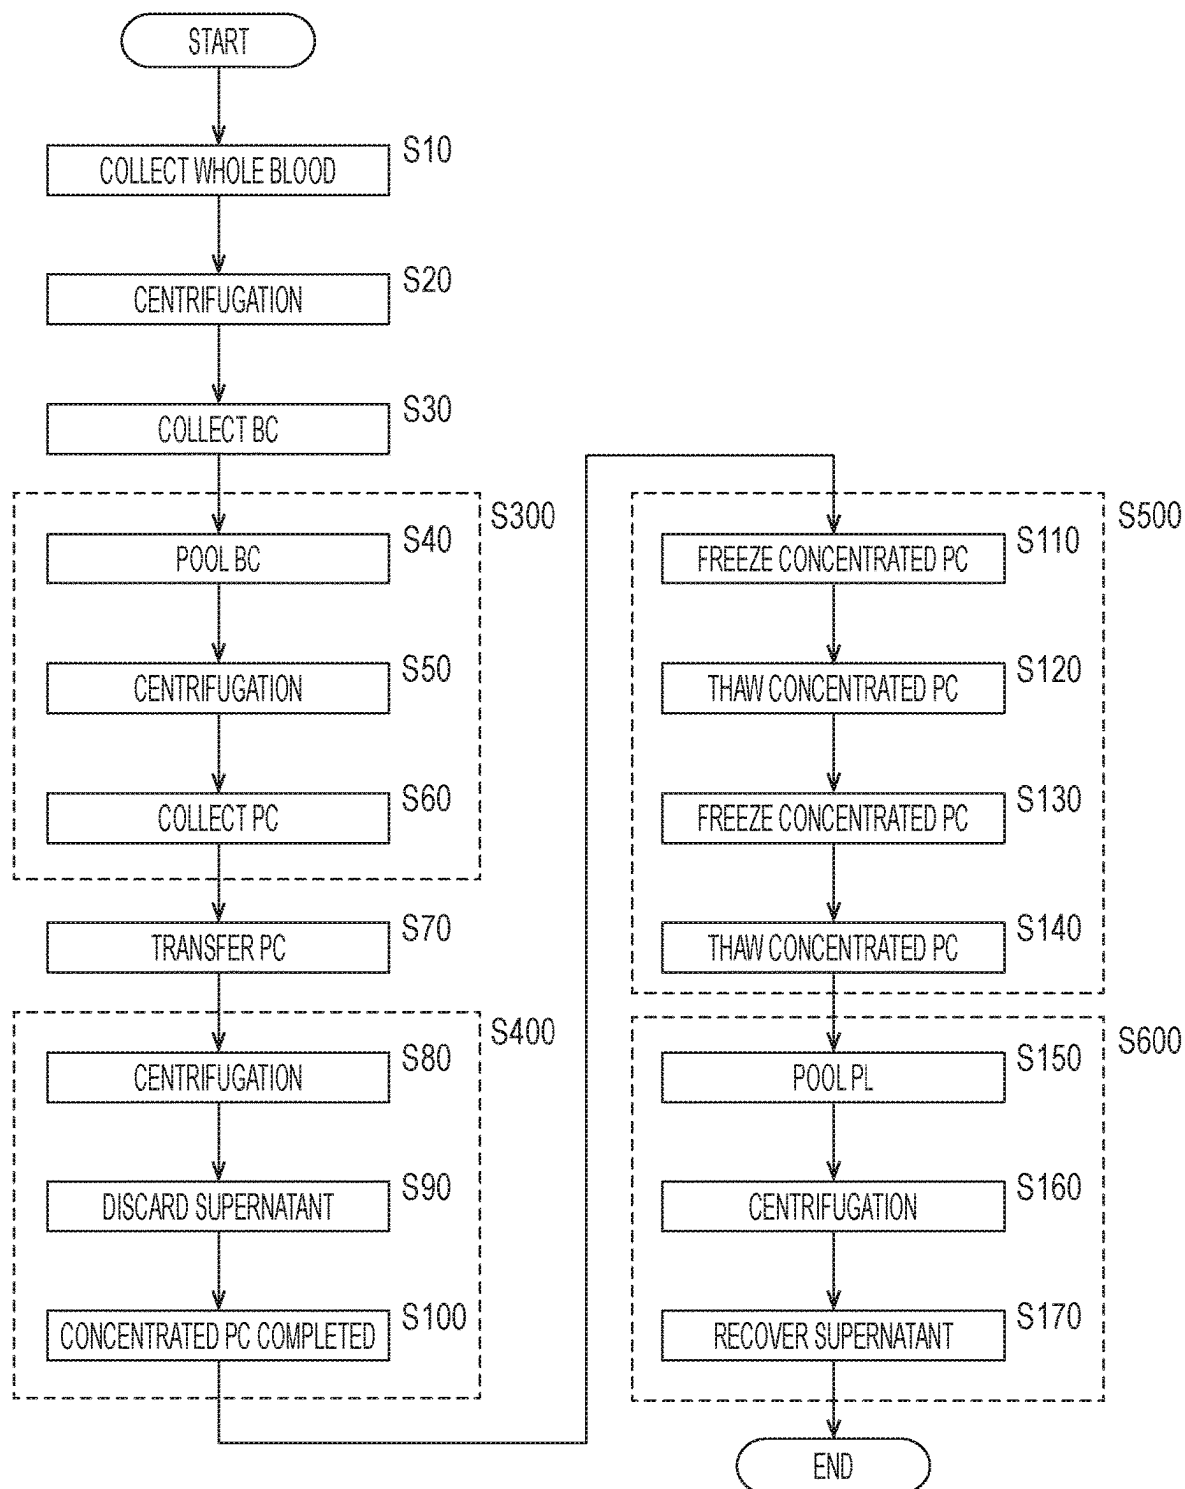 START
COLLECT WHOLE BLOOD
S10
CENTRIFUGATION
S20
COLLECT BC
S30
S300
POOL BC
S40
CENTRIFUGATION
S50
COLLECT PC
S60
TRANSFER PC
S70
S400
CENTRIFUGATION
S80
DISCARD SUPERNATANT
S90
CONCENTRATED PC COMPLETED
S100
S500
FREEZE CONCENTRATED PC
S110
THAW CONCENTRATED PC
S120
FREEZE CONCENTRATED PC
S130
THAW CONCENTRATED PC
S140
S600
POOL PL
S150
CENTRIFUGATION
S160
RECOVER SUPERNATANT
S170
END